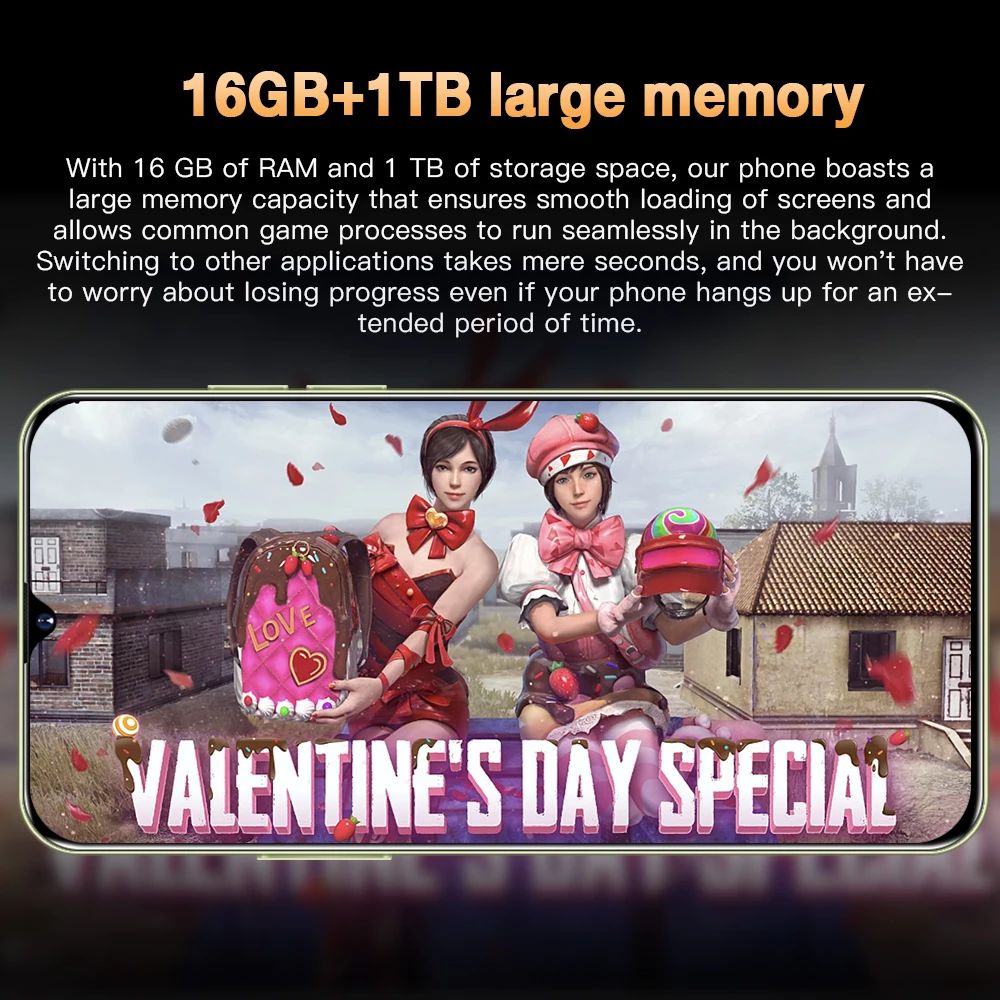 16GB+1TB large memory
With 16 GB of RAM and 1 TB of storage space, our phone boasts a
large memory capacity that ensures smooth loading of screens and
allows common game processes to run seamlessly in the background.
Switching to other applications takes mere seconds, and you won't have
to worry about losing progress even if your phone hangs up for an ex–
tended period of time.
LOVE
VALENTINE'S DAY SPECIAL